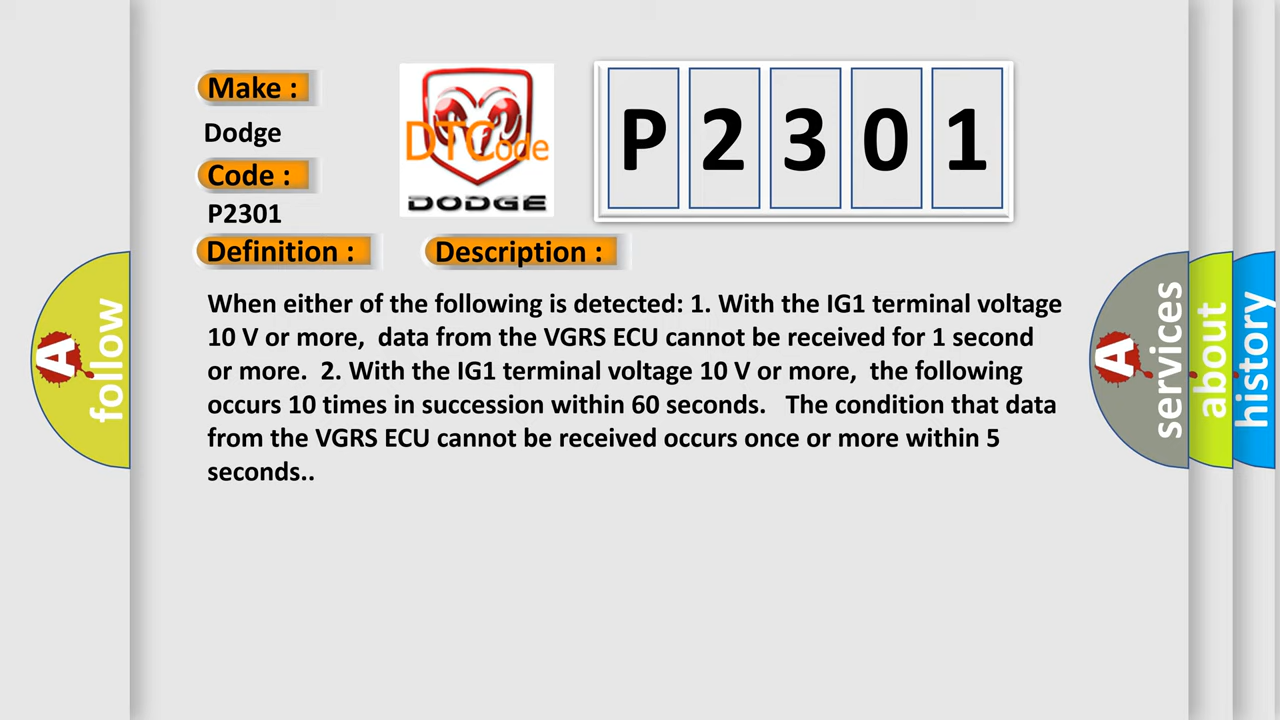 Make :
Dodge
Code :
P2301
DTCode
DODGE
P 2 3 0 1
Definition :
Description :
When either of the following is detected: 1. With the IG1 terminal voltage
10 V or more,  data from the VGRS ECU cannot be received for 1 second
or more.  2. With the IG1 terminal voltage 10 V or more,  the following
occurs 10 times in succession within 60 seconds.   The condition that data
from the VGRS ECU cannot be received occurs once or more within 5
seconds..
A follow
A services
about
history